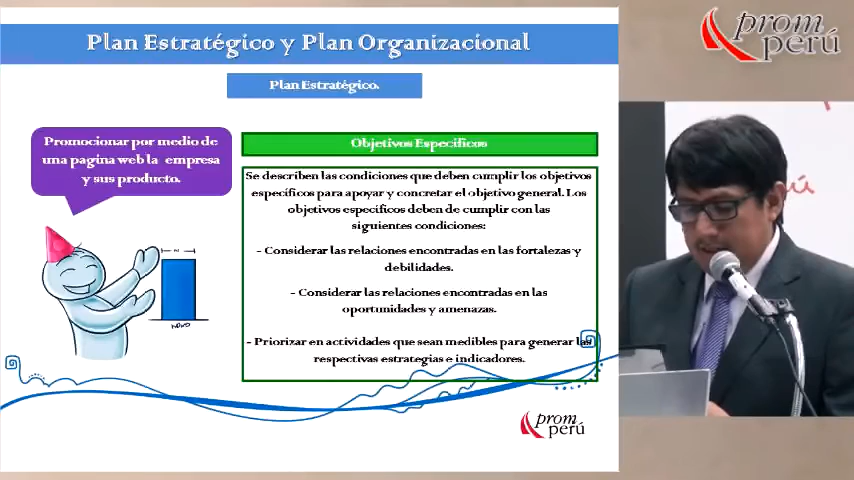 Plan Estratégico y Plan Organizacional
Plan Estratégico.
Promocionar por medio de
una pagina web la empresa
y sus producto.
Objetivos Especificos
Se describen las condiciones que deben cumplir los objetivos
específicos para apoyar y concretar el objetivo general. Los
objetivos específicos deben de cumplir con las
siguientes condiciones:
- Considerar las relaciones encontradas en las fortalezas y
debilidades.
- Considerar las relaciones encontradas en las
oportunidades y amenazas.
- Priorizar en actividades que sean medibles para generar las
respectivas estrategias e indicadores.
prom
perú
prom
perú